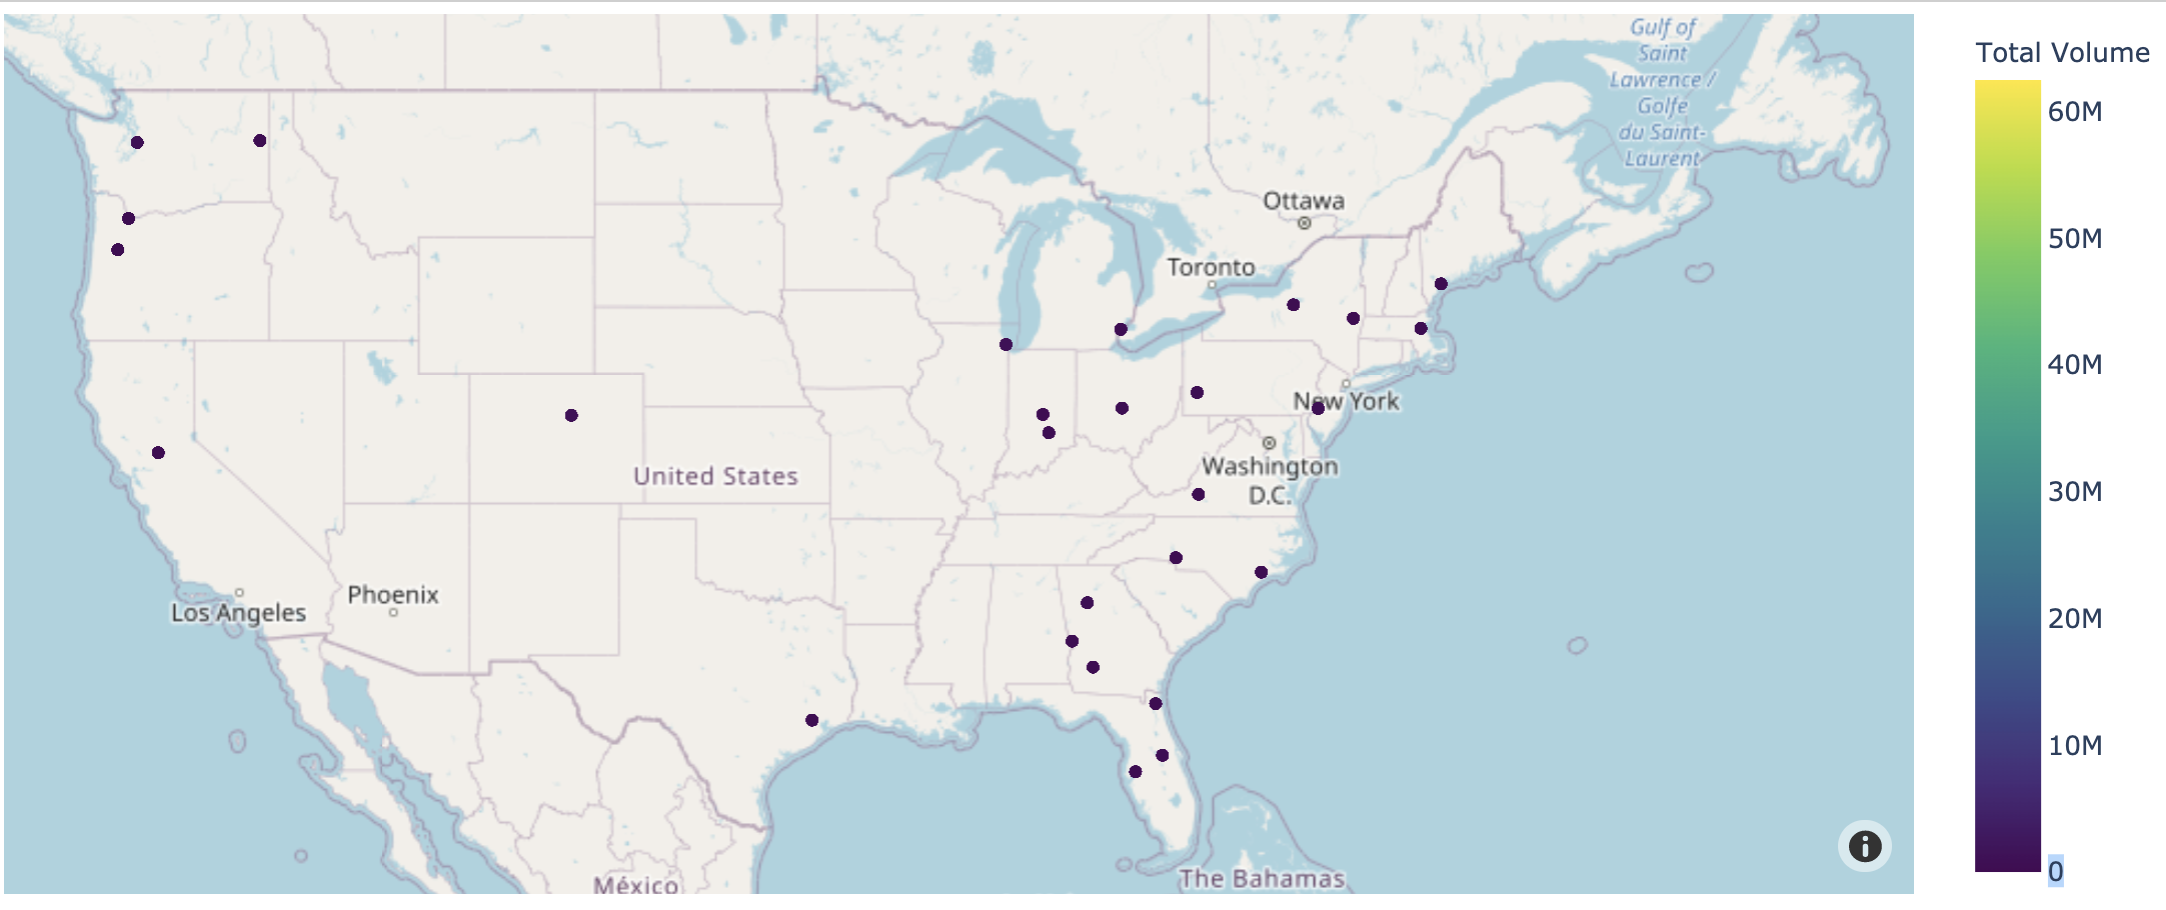 Gulf of
Saint
Lawrence /
Golfe
du Saint-
Laurent
Ottawa
Toronto
New York
Washington
D.C.
United States
Phoenix
Los Angeles
México
The Bahamas
Total Volume
60M
50M
40M
30M
20M
10M
0